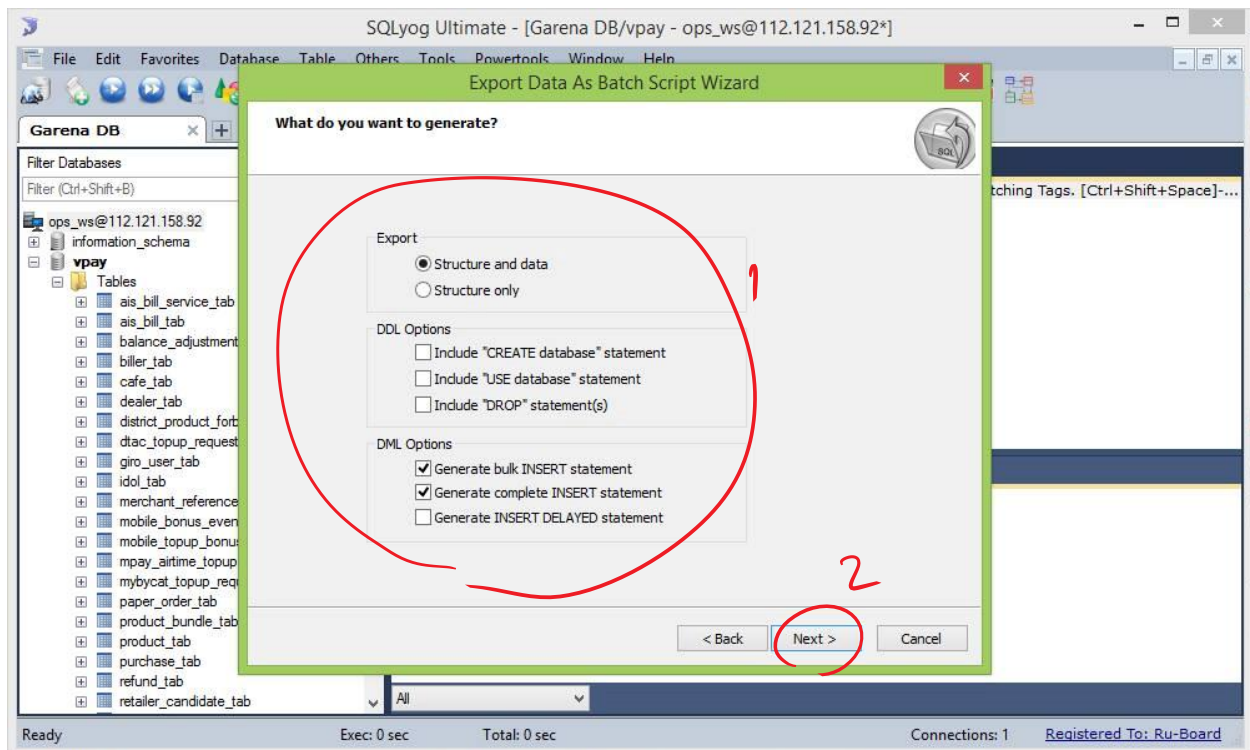 SQLyog Ultimate - [Garena DB/vpay - ops_ws@112.121.158.92*]
File Edit Favorites Database Table Others Tools Powertools Window Help
Export Data As Batch Script Wizard
Garena DB
What do you want to generate?
SQL
Filter Databases
Filter (Ctrl+Shift+B)
tching Tags. [Ctrl+Shift+Space]-...
ops_ws@112.121.158.92
information_schema
vpay
Tables
ais_bill_service_tab
ais_bill_tab
balance_adjustment
biller_tab
cafe_tab
dealer_tab
district_product_forb
dtac_topup_request
giro_user_tab
idol_tab
merchant_reference
mobile_bonus_even
mobile_topup_bonu
mpay_airtime_topup
mybycat_topup_requ
paper_order_tab
product_bundle_tab
product_tab
purchase_tab
refund_tab
retailer_candidate_tab
Export
Structure and data
Structure only
1
DDL Options
Include "CREATE database" statement
Include "USE database" statement
Include "DROP" statement(s)
DML Options
Generate bulk INSERT statement
Generate complete INSERT statement
Generate INSERT DELAYED statement
2
< Back Next > Cancel
All
Ready Exec: 0 sec Total: 0 sec Connections: 1 Registered To: Ru-Board